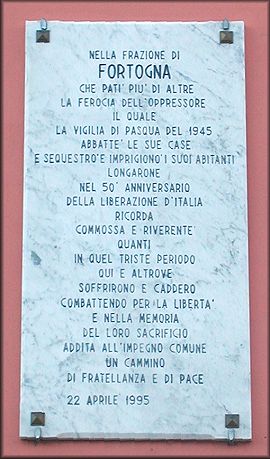 NELLA FRAZIONE DI
FORTOGNA
CHE PATI' PIU' DI ALTRE
LA FEROCIA DELL'OPPRESSORE
IL QUALE
LA VIGILIA DI PASQUA DEL 1945
ABBATTE' LE SUE CASE
E SEQUESTRO' E IMPRIGIONO' I SUOI ABITANTI
LONGARONE
NEL 50° ANNIVERSARIO
DELLA LIBERAZIONE D'ITALIA
RICORDA
COMMOSSA E RIVERENTE
QUANTI
IN QUEL TRISTE PERIODO
QUI E ALTROVE
SOFFRIRONO E CADDERO
COMBATTENDO PER LA LIBERTA'
E NELLA MEMORIA
DEL LORO SACRIFICIO
ADDITA ALL'IMPEGNO COMUNE
UN CAMMINO
DI FRATELLANZA E DI PACE
22 APRILE 1995